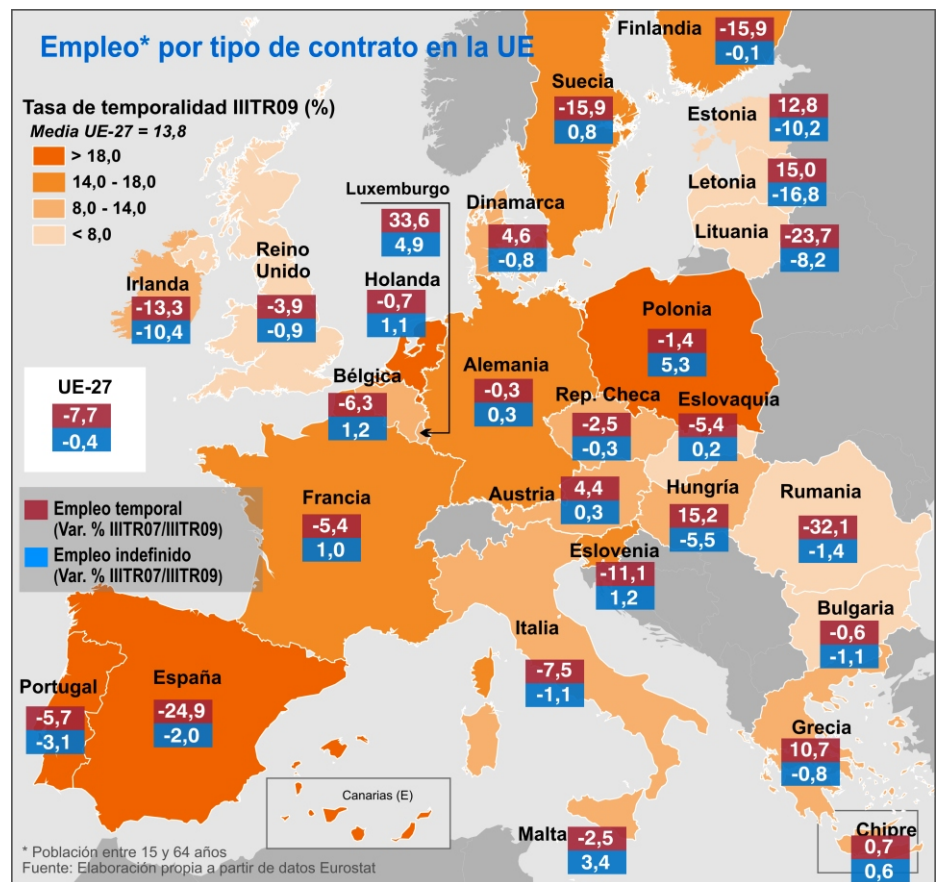 Empleo* por tipo de contrato en la UE
Tasa de temporalidad IIITR09 (%)
Media UE-27 = 13,8
> 18,0
14,0 - 18,0
8,0 - 14,0
< 8,0
Finlandia
-15,9
-0,1
Suecia
-15,9
0,8
Estonia
12,8
-10,2
Letonia
15,0
-16,8
Lituania
-23,7
-8,2
Luxemburgo
33,6
4,9
Dinamarca
4,6
-0,8
Reino
Unido
-3,9
-0,9
Irlanda
-13,3
-10,4
Holanda
-0,7
1,1
Polonia
-1,4
5,3
Alemania
-0,3
0,3
Bélgica
-6,3
1,2
Rep. Checa
-2,5
-0,3
Eslovaquia
-5,4
0,2
UE-27
-7,7
-0,4
Francia
-5,4
1,0
Austria
4,4
0,3
Hungría
15,2
-5,5
Rumania
-32,1
-1,4
Empleo temporal
(Var. % IIITR07/IIITR09)
Empleo indefinido
(Var. % IIITR07/IIITR09)
Eslovenia
-11,1
1,2
Bulgaria
-0,6
-1,1
Italia
-7,5
-1,1
Portugal
-5,7
-3,1
España
-24,9
-2,0
Grecia
10,7
-0,8
Canarias (E)
Malta
-2,5
3,4
Chipre
0,7
0,6
* Población entre 15 y 64 años
Fuente: Elaboración propia a partir de datos Eurostat